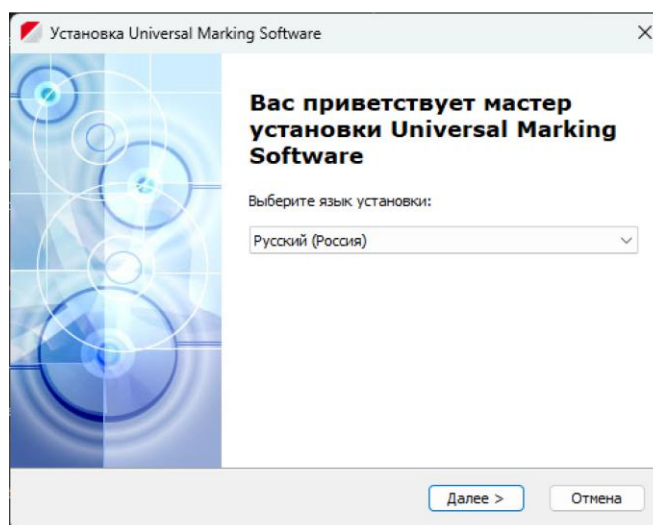 Установка Universal Marking Software
Вас приветствует мастер
установки Universal Marking
Software
Выберите язык установки:
Русский (Россия)
Далее >
Отмена